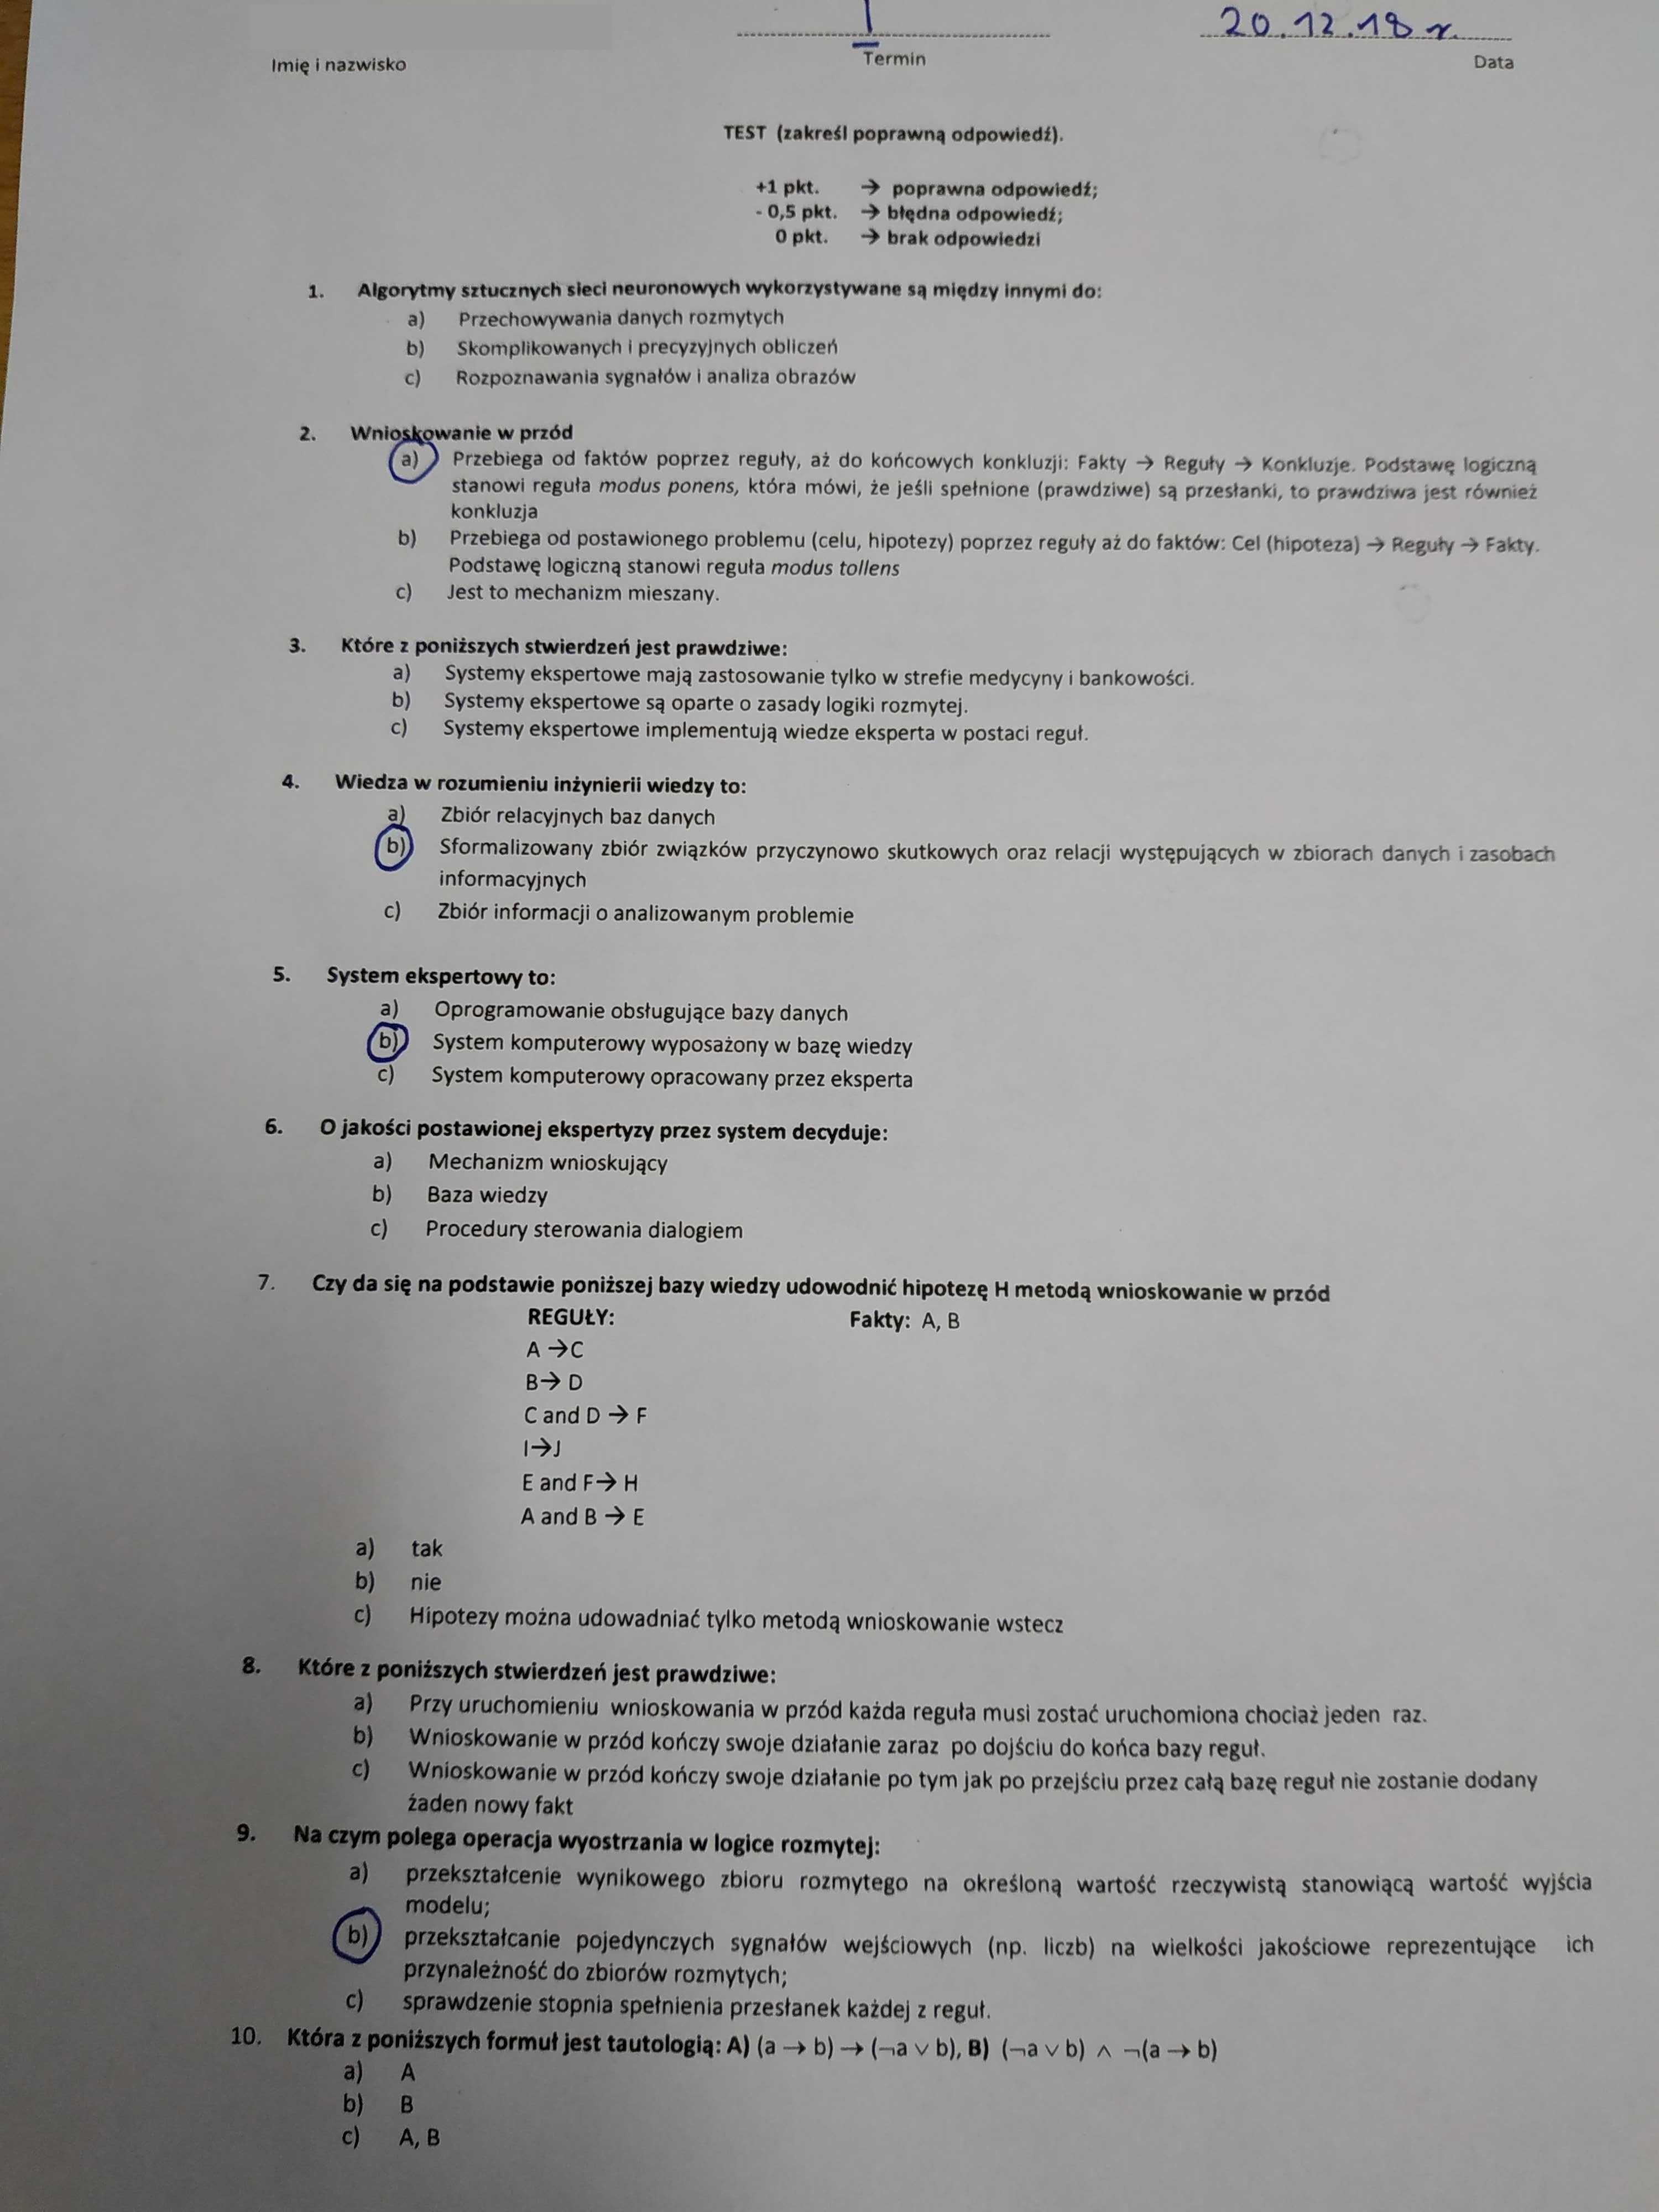 I
20.12.18 r.
Imię i nazwisko
Termin
Data
TEST (zakreśl poprawną odpowiedź).
+1 pkt. → poprawna odpowiedź;
- 0,5 pkt. → błędna odpowiedź;
0 pkt. → brak odpowiedzi
1. Algorytmy sztucznych sieci neuronowych wykorzystywane są między innymi do:
a) Przechowywania danych rozmytych
b) Skomplikowanych i precyzyjnych obliczeń
c) Rozpoznawania sygnałów i analiza obrazów
2. Wnioskowanie w przód
a) Przebiega od faktów poprzez reguły, aż do końcowych konkluzji: Fakty → Reguły → Konkluzje. Podstawę logiczną
stanowi reguła modus ponens, która mówi, że jeśli spełnione (prawdziwe) są przesłanki, to prawdziwa jest również
konkluzja
b) Przebiega od postawionego problemu (celu, hipotezy) poprzez reguły aż do faktów: Cel (hipoteza) → Reguły → Fakty.
Podstawę logiczną stanowi reguła modus tollens
c) Jest to mechanizm mieszany.
3. Które z poniższych stwierdzeń jest prawdziwe:
a) Systemy ekspertowe mają zastosowanie tylko w strefie medycyny i bankowości.
b) Systemy ekspertowe są oparte o zasady logiki rozmytej.
c) Systemy ekspertowe implementują wiedze eksperta w postaci reguł.
4. Wiedza w rozumieniu inżynierii wiedzy to:
a) Zbiór relacyjnych baz danych
b) Sformalizowany zbiór związków przyczynowo skutkowych oraz relacji występujących w zbiorach danych i zasobach
informacyjnych
c) Zbiór informacji o analizowanym problemie
5. System ekspertowy to:
a) Oprogramowanie obsługujące bazy danych
b) System komputerowy wyposażony w bazę wiedzy
c) System komputerowy opracowany przez eksperta
6. O jakości postawionej ekspertyzy przez system decyduje:
a) Mechanizm wnioskujący
b) Baza wiedzy
c) Procedury sterowania dialogiem
7. Czy da się na podstawie poniższej bazy wiedzy udowodnić hipotezę H metodą wnioskowanie w przód
REGUŁY: Fakty: A, B
A →C
B→ D
C and D → F
I→J
E and F→ H
A and B → E
a) tak
b) nie
c) Hipotezy można udowadniać tylko metodą wnioskowanie wstecz
8. Które z poniższych stwierdzeń jest prawdziwe:
a) Przy uruchomieniu wnioskowania w przód każda reguła musi zostać uruchomiona chociaż jeden raz.
b) Wnioskowanie w przód kończy swoje działanie zaraz po dojściu do końca bazy reguł.
c) Wnioskowanie w przód kończy swoje działanie po tym jak po przejściu przez całą bazę reguł nie zostanie dodany
żaden nowy fakt
9. Na czym polega operacja wyostrzania w logice rozmytej:
a) przekształcenie wynikowego zbioru rozmytego na określoną wartość rzeczywistą stanowiącą wartość wyjścia
modelu;
b) przekształcanie pojedynczych sygnałów wejściowych (np. liczb) na wielkości jakościowe reprezentujące ich
przynależność do zbiorów rozmytych;
c) sprawdzenie stopnia spełnienia przesłanek każdej z reguł.
10. Która z poniższych formuł jest tautologią: A) (a → b) → (¬a ∨ b), B) (¬a ∨ b) ∧ ¬(a → b)
a) A
b) B
c) A, B